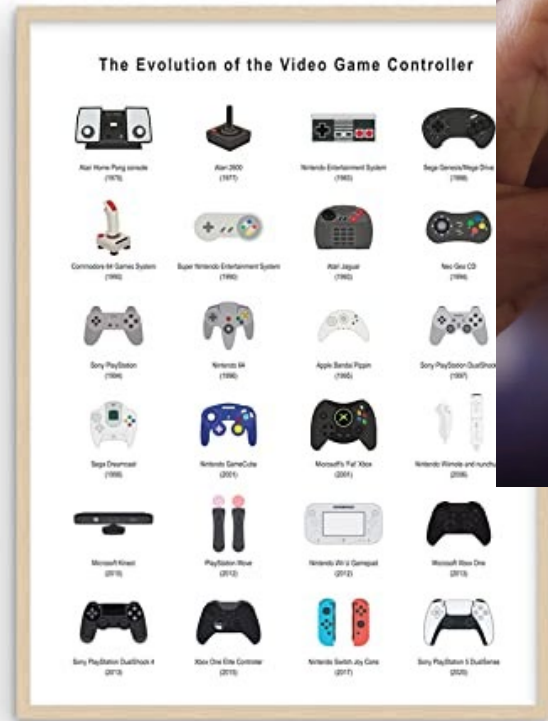 The Evolution of the Video Game Controller
Atari Home Pong console
(1975)
Atari 2600
(1977)
Nintendo Entertainment System
(1983)
Sega Genesis/Mega Drive
(1988)
Commodore 64 Games System
(1990)
Super Nintendo Entertainment System
(1990)
Atari Jaguar
(1993)
Neo Geo CD
(1994)
Sony PlayStation
(1994)
Nintendo 64
(1996)
Apple Bandai Pippin
(1995)
Sony PlayStation DualShock
(1997)
Sega Dreamcast
(1998)
Nintendo GameCube
(2001)
Microsoft's 'Fat' Xbox
(2001)
Nintendo Wiimote and nunchu
(2006)
Microsoft Kinect
(2010)
PlayStation Move
(2012)
Nintendo Wii U Gamepad
(2012)
Microsoft Xbox One
(2013)
Sony PlayStation DualShock 4
(2013)
Xbox One Elite Controller
(2015)
Nintendo Switch Joy Cons
(2017)
Sony PlayStation 5 DualSense
(2020)